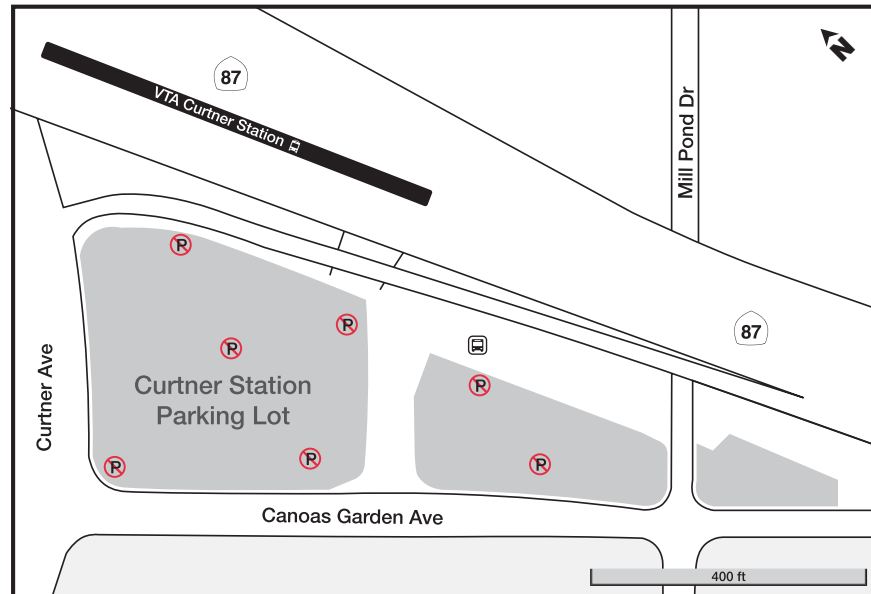 N
87
VTA Curtner Station
Mill Pond Dr
P
P
87
P
P
Curtner Ave
Curtner Station
Parking Lot
P
P
P
Canoas Garden Ave
400 ft